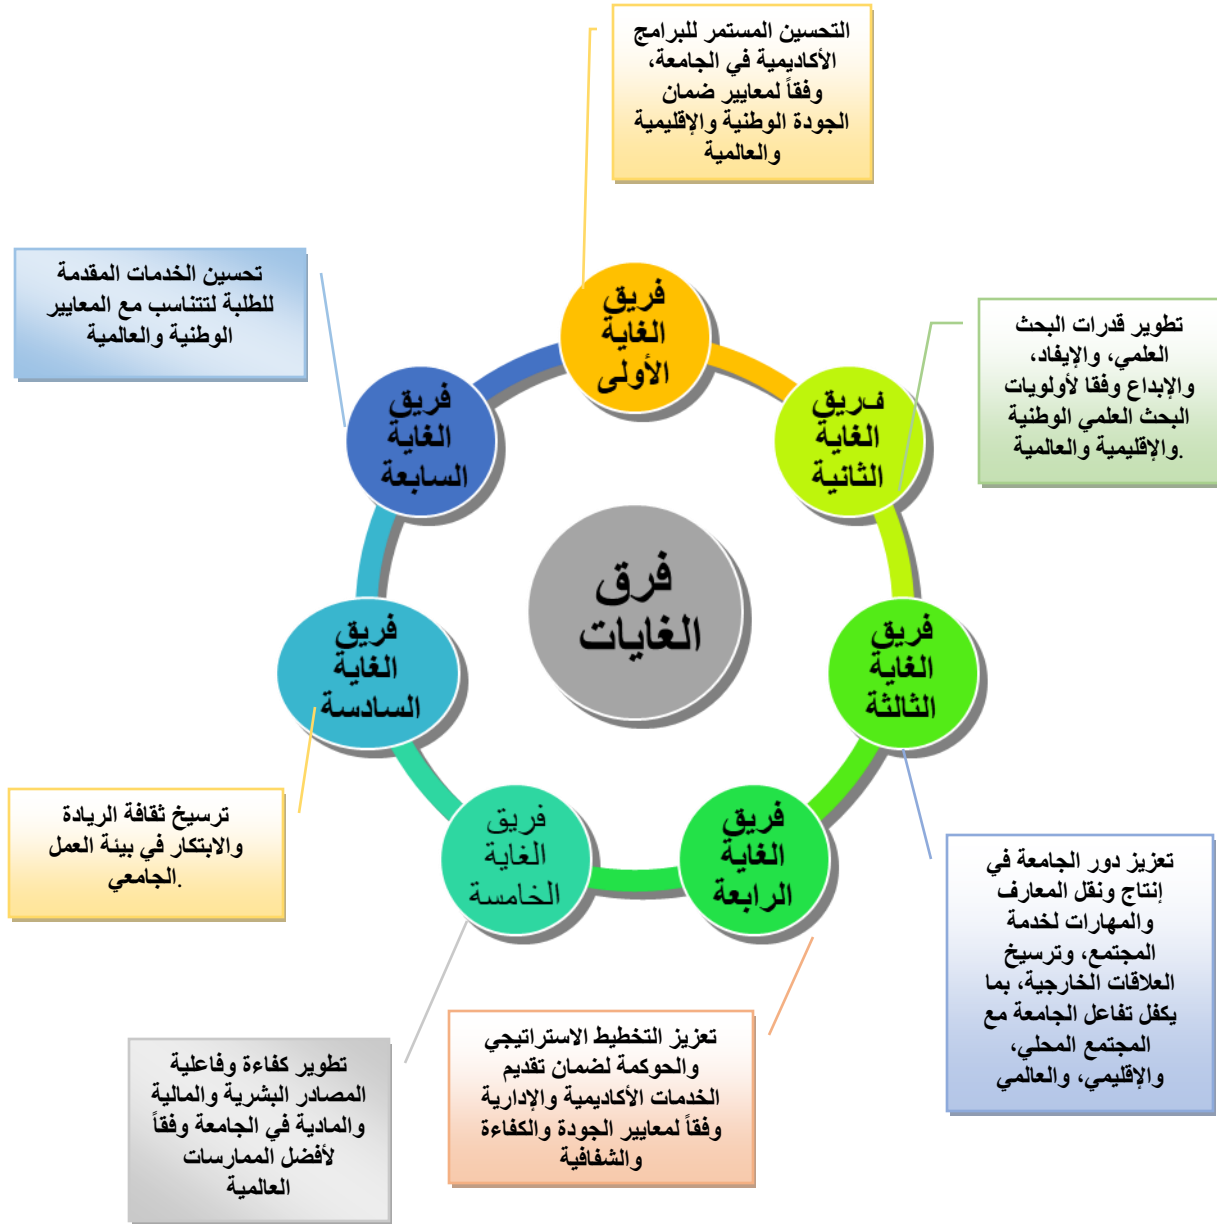 التحسين المستمر للبرامج
الأكاديمية في الجامعة،
وفقاً لمعايير ضمان
الجودة الوطنية والإقليمية
والعالمية
فريق
الغاية
الأولى
تطوير قدرات البحث
العلمي، والإيفاد،
والإبداع وفقا لأولويات
البحث العلمي الوطنية
والإقليمية والعالمية.
فريق
الغاية
الثانية
تعزيز دور الجامعة في
إنتاج ونقل المعارف
والمهارات لخدمة
المجتمع، وترسيخ
العلاقات الخارجية، بما
يكفل تفاعل الجامعة مع
المجتمع المحلي،
والإقليمي، والعالمي
فريق
الغاية
الثالثة
تعزيز التخطيط الاستراتيجي
والحوكمة لضمان تقديم
الخدمات الأكاديمية والإدارية
وفقاً لمعايير الجودة والكفاءة
والشفافية
فريق
الغاية
الرابعة
تطوير كفاءة وفاعلية
المصادر البشرية والمالية
والمادية في الجامعة وفقاً
لأفضل الممارسات
العالمية
فريق
الغاية
الخامسة
ترسيخ ثقافة الريادة
والابتكار في بيئة العمل
الجامعي.
فريق
الغاية
السادسة
تحسين الخدمات المقدمة
للطلبة لتتناسب مع المعايير
الوطنية والعالمية
فريق
الغاية
السابعة
فرق
الغايات